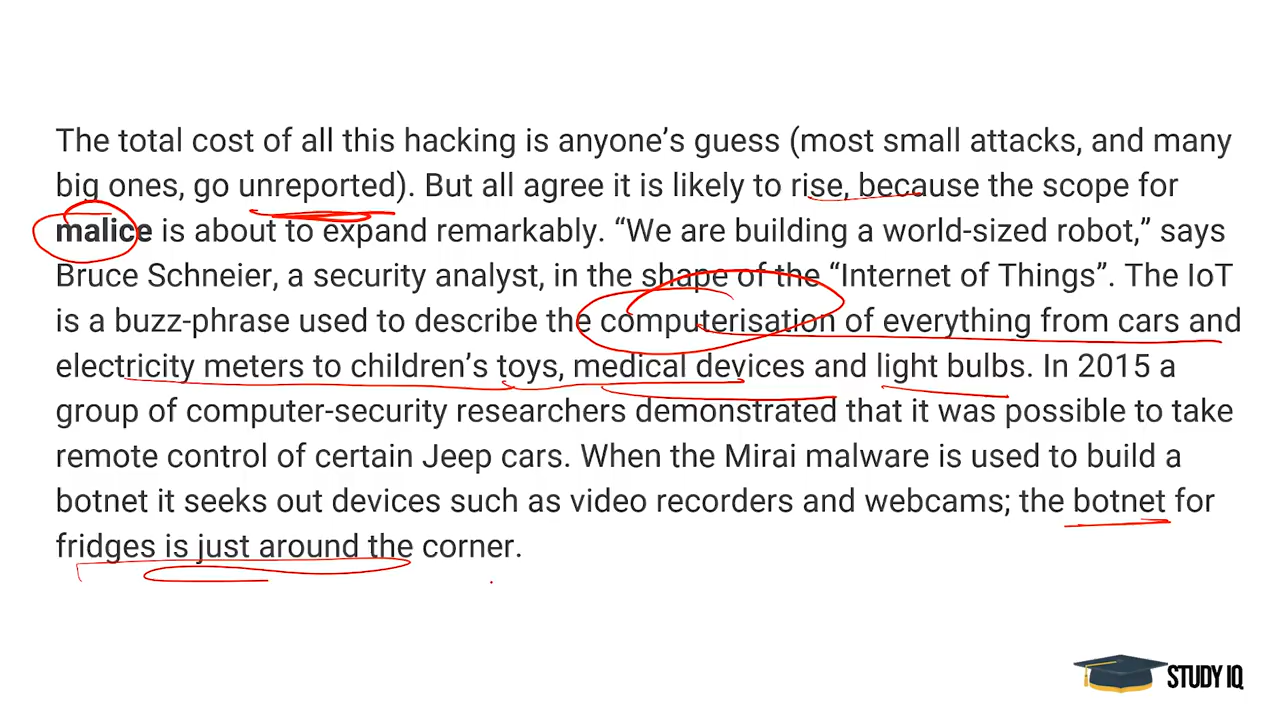 The total cost of all this hacking is anyone’s guess (most small attacks, and many
big ones, go unreported). But all agree it is likely to rise, because the scope for
malice is about to expand remarkably. “We are building a world-sized robot,” says
Bruce Schneier, a security analyst, in the shape of the “Internet of Things”. The IoT
is a buzz-phrase used to describe the computerisation of everything from cars and
electricity meters to children’s toys, medical devices and light bulbs. In 2015 a
group of computer-security researchers demonstrated that it was possible to take
remote control of certain Jeep cars. When the Mirai malware is used to build a
botnet it seeks out devices such as video recorders and webcams; the botnet for
fridges is just around the corner.
STUDY IQ